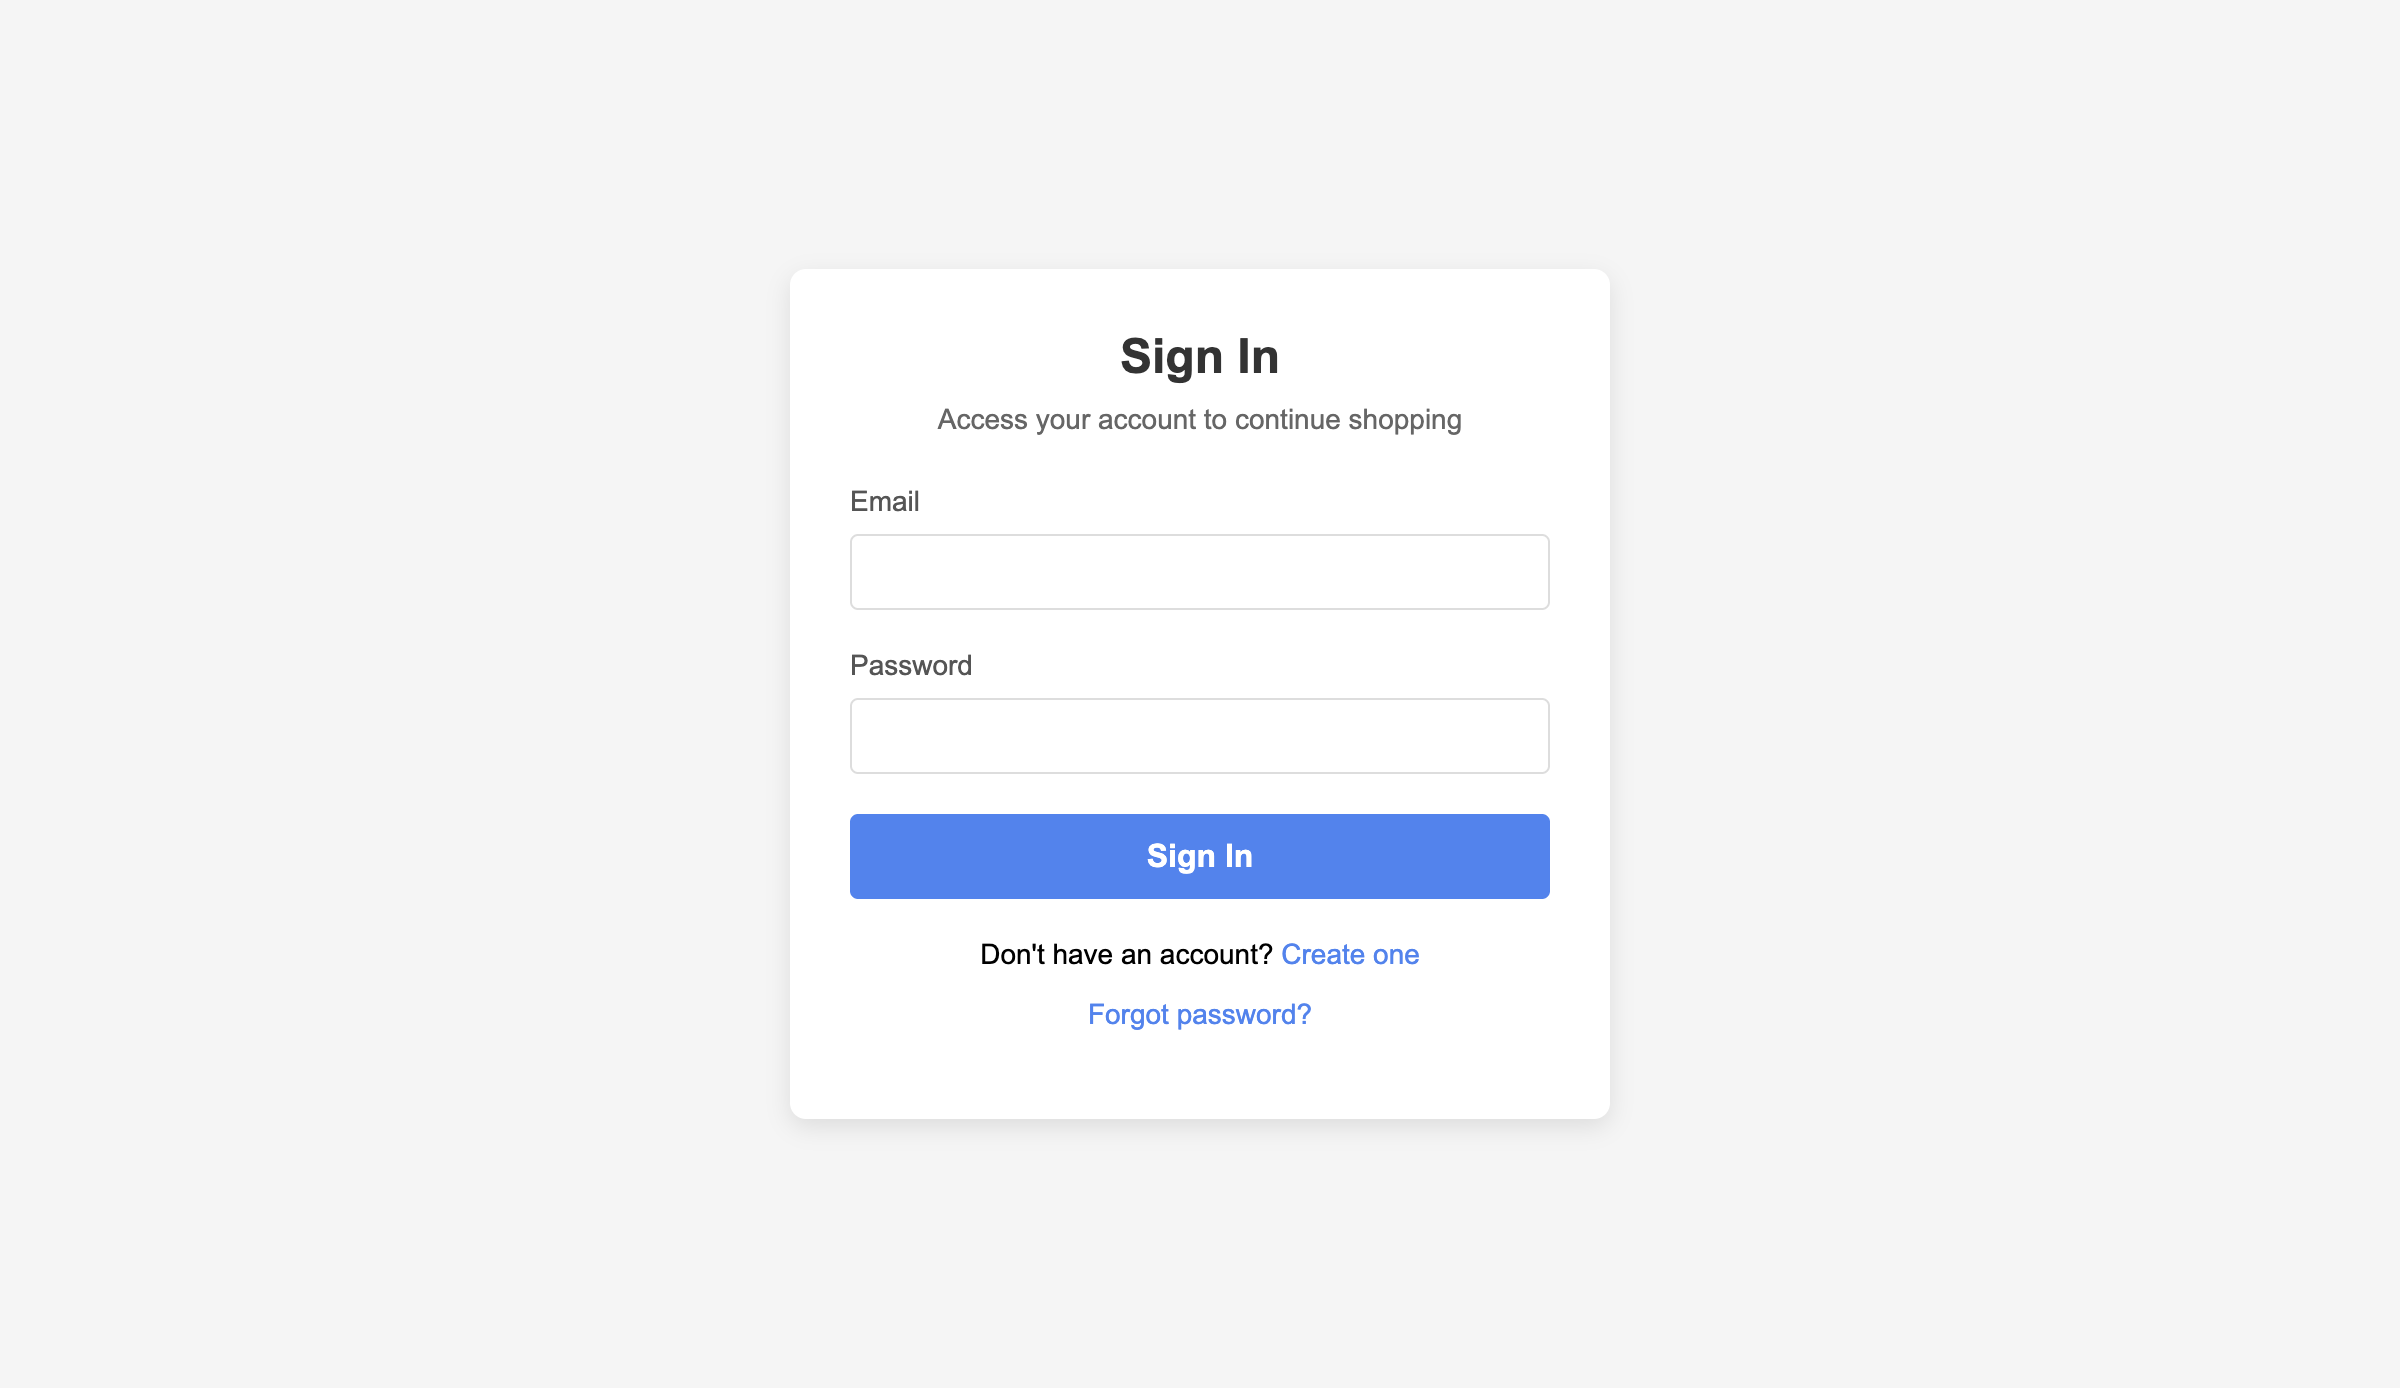 Sign In
Access your account to continue shopping
Email
Password
Sign In
Don't have an account? Create one
Forgot password?